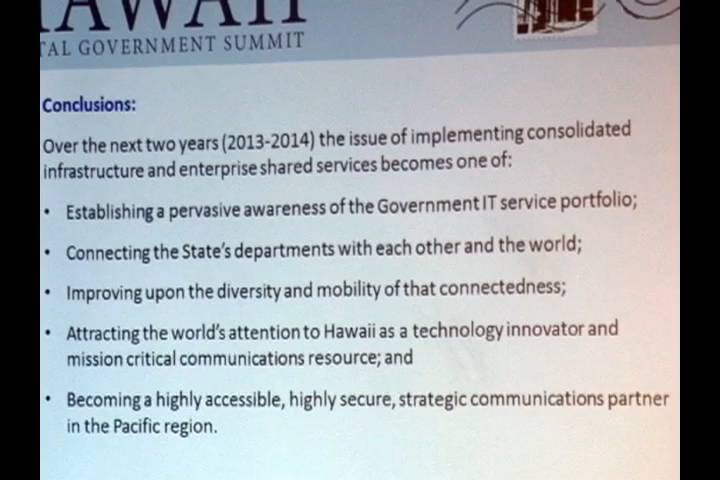 AWAII
TAL GOVERNMENT SUMMIT
Conclusions:
Over the next two years (2013-2014) the issue of implementing consolidated
infrastructure and enterprise shared services becomes one of:
• Establishing a pervasive awareness of the Government IT service portfolio;
• Connecting the State's departments with each other and the world;
• Improving upon the diversity and mobility of that connectedness;
• Attracting the world's attention to Hawaii as a technology innovator and
mission critical communications resource; and
• Becoming a highly accessible, highly secure, strategic communications partner
in the Pacific region.